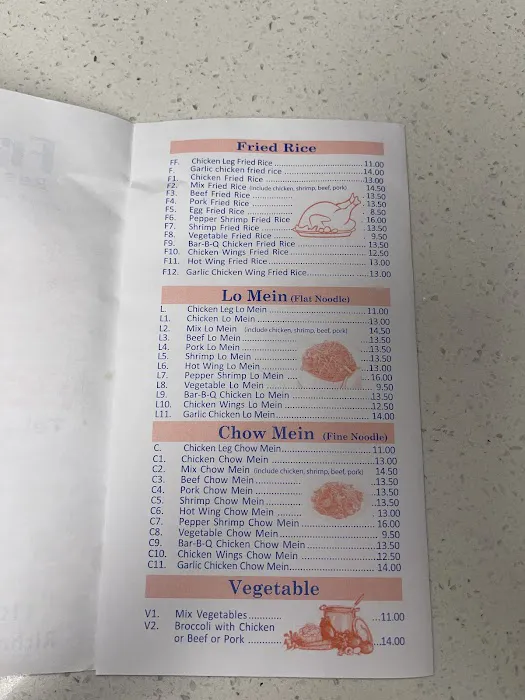 Fried Rice
FF. Chicken Leg Fried Rice 11.00
F. Garlic chicken fried rice 14.00
F1. Chicken Fried Rice 13.00
F2. Mix Fried Rice (include chicken, shrimp, beef, pork) 14.50
F3. Beef Fried Rice 13.50
F4. Pork Fried Rice 13.50
F5. Egg Fried Rice 8.50
F6. Pepper Shrimp Fried Rice 16.00
F7. Shrimp Fried Rice 13.50
F8. Vegetable Fried Rice 9.50
F9. Bar-B-Q Chicken Fried Rice 13.50
F10. Chicken Wings Fried Rice 12.50
F11. Hot Wing Fried Rice 13.00
F12. Garlic Chicken Wing Fried Rice 13.00
Lo Mein (Flat Noodle)
L. Chicken Leg Lo Mein 11.00
L1. Chicken Lo Mein 13.00
L2. Mix Lo Mein (include chicken, shrimp, beef, pork) 14.50
L3. Beef Lo Mein 13.50
L4. Pork Lo Mein 13.50
L5. Shrimp Lo Mein 13.50
L6. Hot Wing Lo Mein 13.00
L7. Pepper Shrimp Lo Mein 16.00
L8. Vegetable Lo Mein 9.50
L9. Bar-B-Q Chicken Lo Mein 13.50
L10. Chicken Wings Lo Mein 12.50
L11. Garlic Chicken Lo Mein 14.00
Chow Mein (Fine Noodle)
C. Chicken Leg Chow Mein 11.00
C1. Chicken Chow Mein 13.00
C2. Mix Chow Mein (include chicken, shrimp, beef, pork) 14.50
C3. Beef Chow Mein 13.50
C4. Pork Chow Mein 13.50
C5. Shrimp Chow Mein 13.50
C6. Hot Wing Chow Mein 13.00
C7. Pepper Shrimp Chow Mein 16.00
C8. Vegetable Chow Mein 9.50
C9. Bar-B-Q Chicken Chow Mein 13.50
C10. Chicken Wings Chow Mein 12.50
C11. Garlic Chicken Chow Mein 14.00
Vegetable
V1. Mix Vegetables 11.00
V2. Broccoli with Chicken
or Beef or Pork 14.00